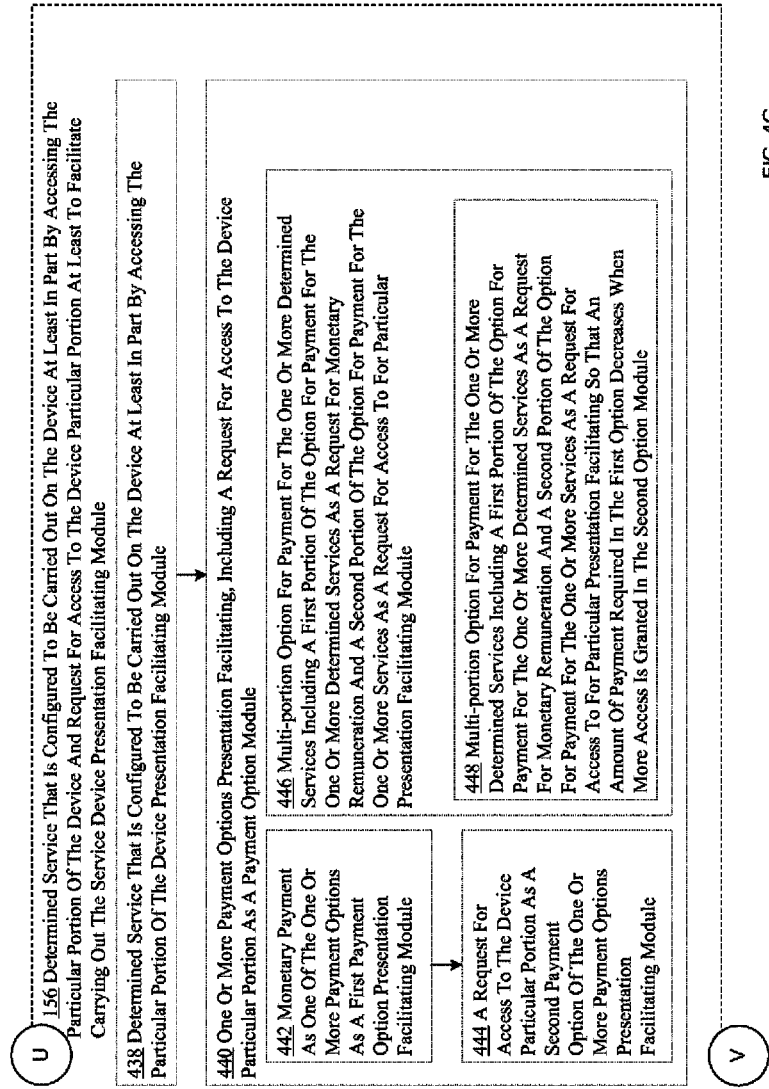 U
156 Determined Service That Is Configured To Be Carried Out On The Device At Least In Part By Accessing The
Particular Portion Of The Device And Request For Access To The Device Particular Portion At Least To Facilitate
Carrying Out The Service Device Presentation Facilitating Module
438 Determined Service That Is Configured To Be Carried Out On The Device At Least In Part By Accessing The
Particular Portion Of The Device Presentation Facilitating Module
440 One Or More Payment Options Presentation Facilitating, Including A Request For Access To The Device
Particular Portion As A Payment Option Module
442 Monetary Payment
As One Of The One Or
More Payment Options
As A First Payment
Option Presentation
Facilitating Module
444 A Request For
Access To The Device
Particular Portion As A
Second Payment
Option Of The One Or
More Payment Options
Presentation
Facilitating Module
446 Multi-portion Option For Payment For The One Or More Determined
Services Including A First Portion Of The Option For Payment For The
One Or More Determined Services As A Request For Monetary
Remuneration And A Second Portion Of The Option For Payment For The
One Or More Services As A Request For Access To For Particular
Presentation Facilitating Module
448 Multi-portion Option For Payment For The One Or More
Determined Services Including A First Portion Of The Option For
Payment For The One Or More Determined Services As A Request
For Monetary Remuneration And A Second Portion Of The Option
For Payment For The One Or More Services As A Request For
Access To For Particular Presentation Facilitating So That An
Amount Of Payment Required In The First Option Decreases When
More Access Is Granted In The Second Option Module
V